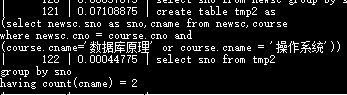 120 | 0.00031075 | select sno from newsc group by s
| 121 | 0.07108875 | create table tmp2 as
(select newsc.sno as sno,cname from newsc,course
where newsc.cno = course.cno and
(course.cname='数据库原理' or course.cname = '操作系统'))
| 122 | 0.00044775 | select sno from tmp2
group by sno
having count(cname) = 2